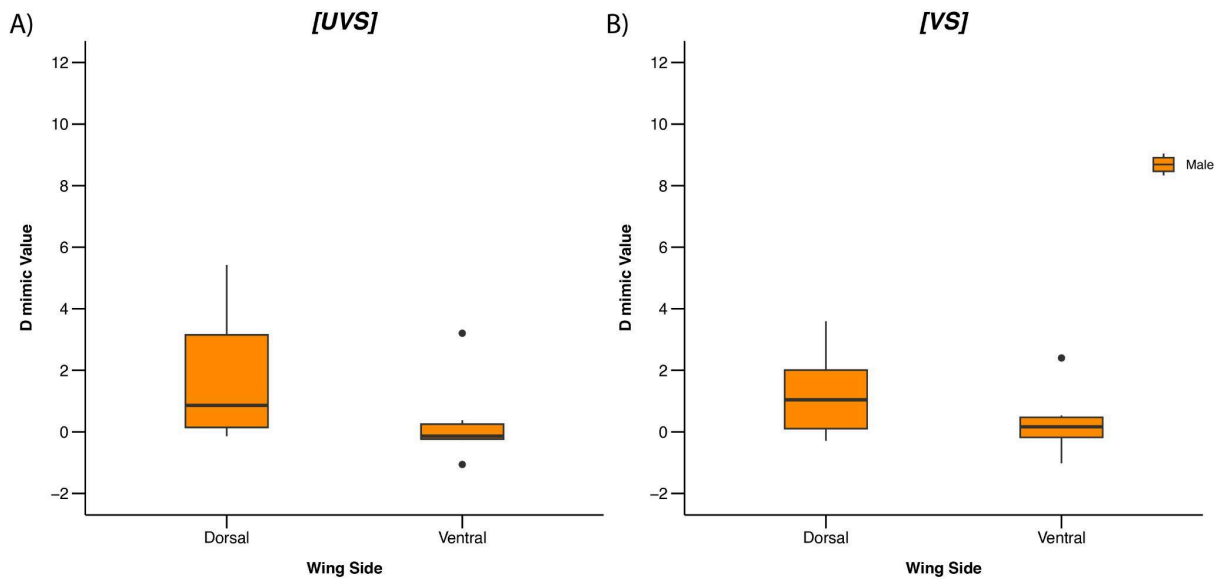 A)
[UVS]
12
10
8
6
4
2
0
−2
D mimic Value
Dorsal
Ventral
Wing Side
B)
[VS]
12
10
8
6
4
2
0
−2
D mimic Value
Dorsal
Ventral
Wing Side
Male